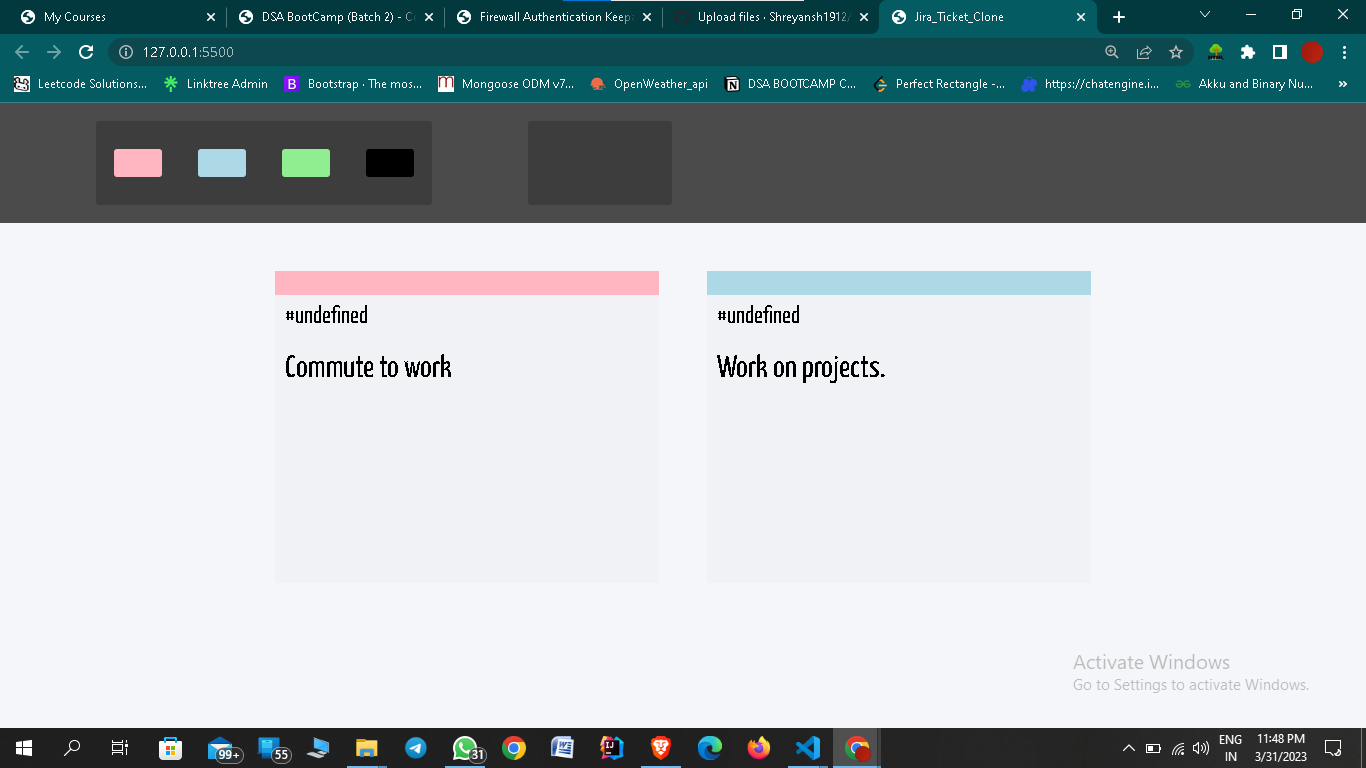 My Courses
DSA BootCamp (Batch 2) - Co
Firewall Authentication Keepa
Upload files · Shreyansh1912/
Jira_Ticket_Clone
127.0.0.1:5500
Leetcode Solutions...
Linktree Admin
Bootstrap · The mos...
Mongoose ODM v7...
OpenWeather_api
DSA BOOTCAMP C...
Perfect Rectangle -...
https://chatengine.i...
Akku and Binary Nu...
#undefined
Commute to work
#undefined
Work on projects.
Activate Windows
Go to Settings to activate Windows.
99+
55
31
ENG
IN
11:48 PM
3/31/2023